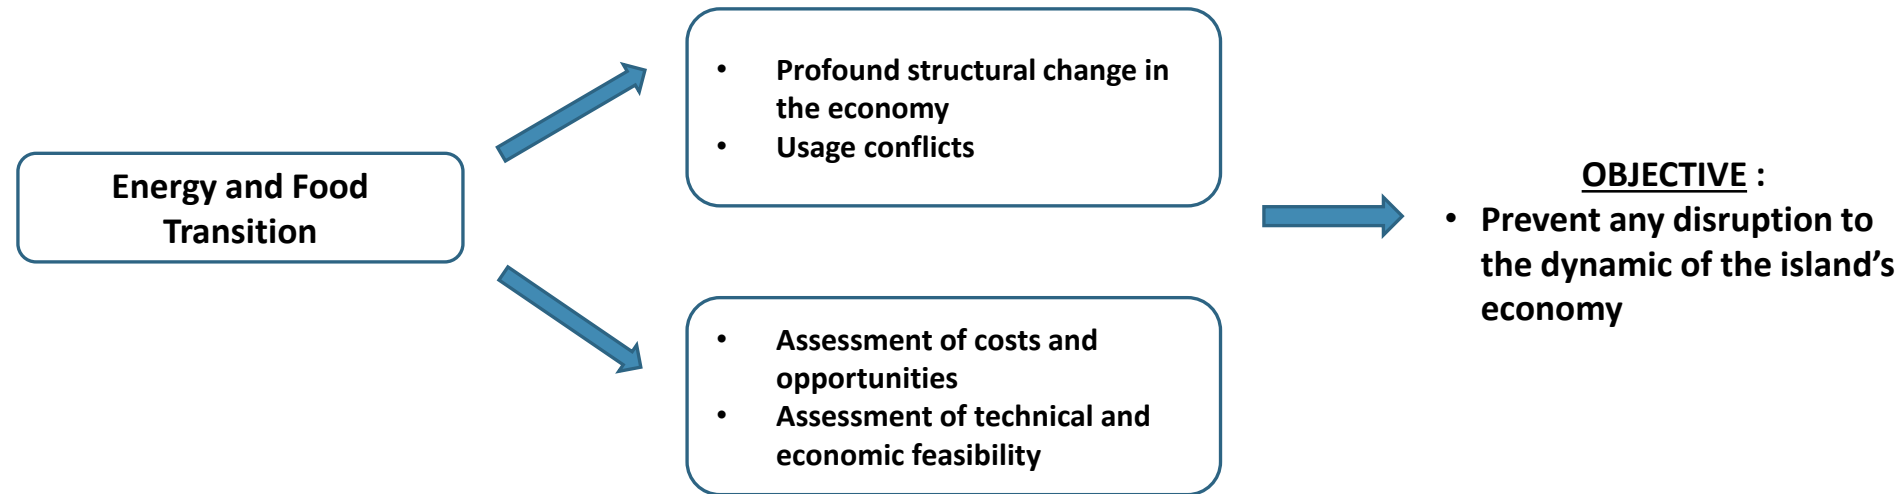 Energy and Food
Transition
• Profound structural change in
the economy
• Usage conflicts
• Assessment of costs and
opportunities
• Assessment of technical and
economic feasibility
OBJECTIVE :
• Prevent any disruption to
the dynamic of the island’s
economy